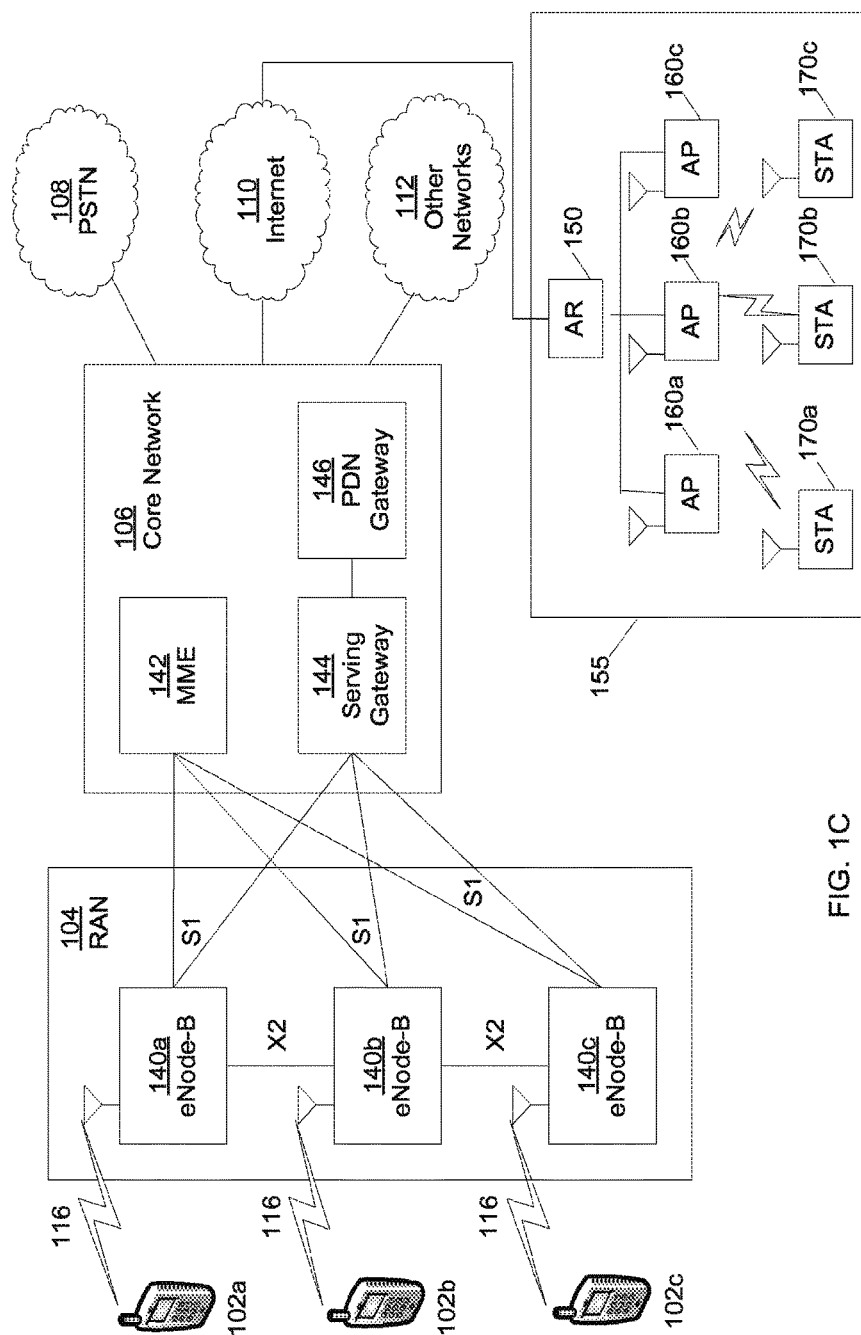 102a
102b
102c
116
116
116
104
RAN
140a
eNode-B
140b
eNode-B
140c
eNode-B
X2
X2
S1
S1
S1
106
Core Network
142
MME
144
Serving
Gateway
146
PDN
Gateway
108
PSTN
110
Internet
112
Other
Networks
155
AR
150
AP
160a
AP
160b
AP
160c
STA
170a
STA
170b
STA
170c
FIG. 1C